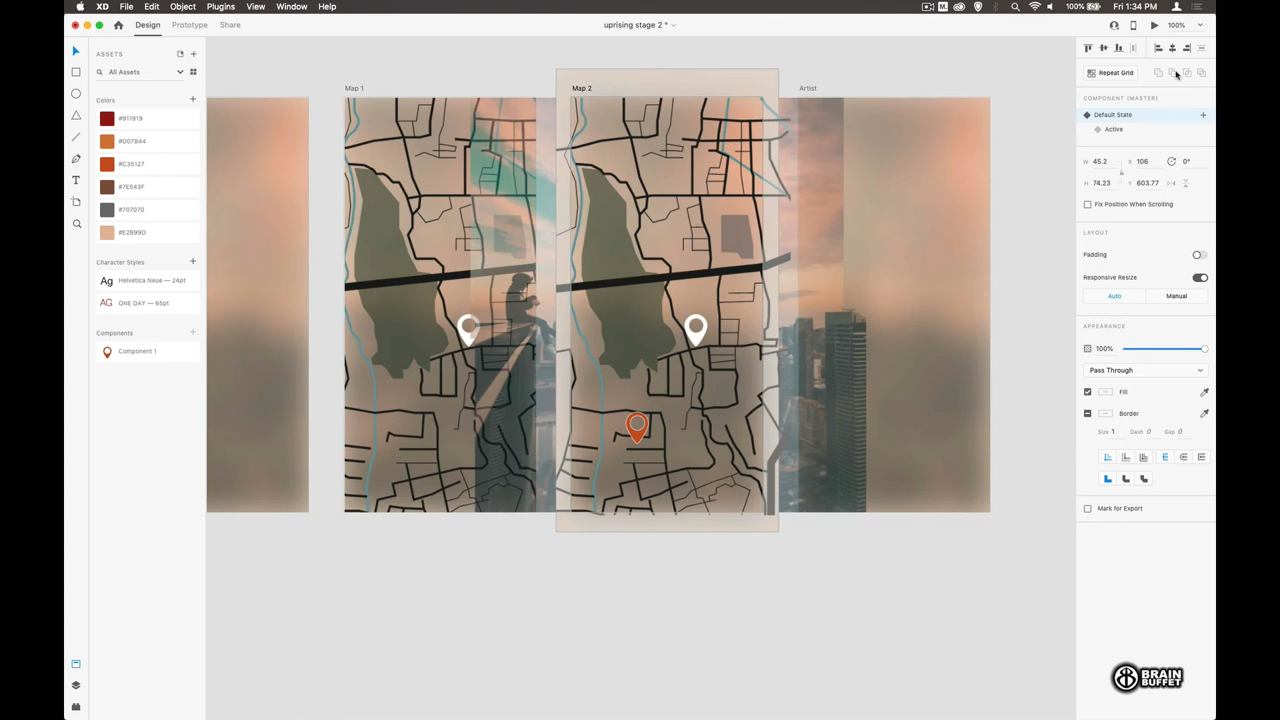 XD File Edit Object Plugins View Window Help 100% Fri 1:34 PM
Design Prototype Share uprising stage 2 * 100%
ASSETS
All Assets
Colors
#911919
#D07B44
#C35127
#7E543F
#707070
#E2B99D
Character Styles
Ag Helvetica Neue — 24pt
AG ONE DAY — 65pt
Components
Component 1
Map 1
Map 2
Artist
Repeat Grid
COMPONENT (MASTER)
Default State
Active
W 45.2 X 106 0°
H 74.23 Y 603.77
Fix Position When Scrolling
LAYOUT
Padding
Responsive Resize
Auto Manual
APPEARANCE
100%
Pass Through
Fill
Border
Size 1 Dash 0 Gap 0
Mark for Export
BRAIN
BUFFET